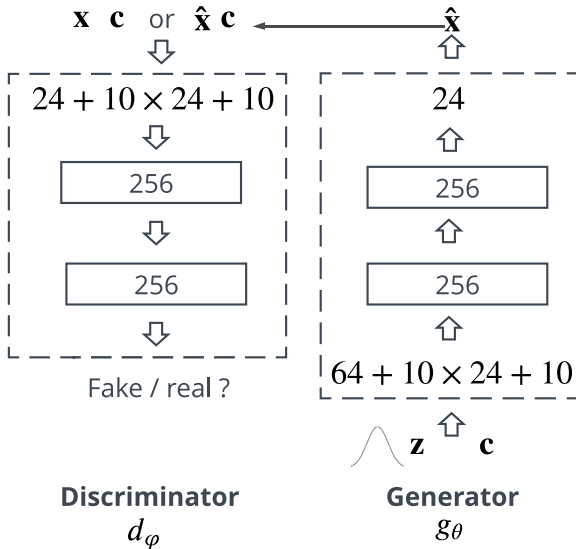 x c or x̂ c
24 + 10 × 24 + 10
256
256
Fake / real ?
Discriminator
d_φ
x̂
24
256
256
64 + 10 × 24 + 10
z c
Generator
g_θ